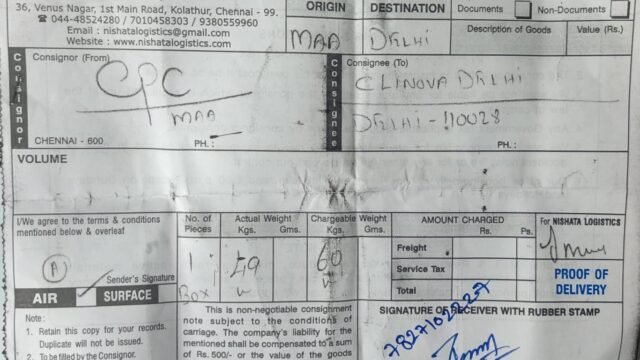 36, Venus Nagar, 1st Main Road, Kolathur, Chennai - 99.
☎ 044-48524280 / 7010458303 / 9380559960
Email : nishatalogistics@gmail.com
Website : www.nishatalogistics.com
ORIGIN
MAA
DESTINATION
DELHI
Documents
Non-Documents
Description of Goods
Value (Rs.)
Consignor
Consignor (From)
CPC
MAA
CHENNAI - 600
PH. :
Consignee
Consignee (To)
CLINOVA DELHI
DELHI - 110028
PH. :
VOLUME
I/We agree to the terms & conditions
mentioned below & overleaf
A
Sender's Signature
AIR
SURFACE
No. of
Pieces
1
Box
Actual Weight
Kgs.
Gms.
59
Chargeable Weight
Kgs.
Gms.
60
AMOUNT CHARGED
Rs.
Ps.
Freight
Service Tax
Total
For NISHATA LOGISTICS
PROOF OF
DELIVERY
Note :
1. Retain this copy for your records.
Duplicate will not be issued.
2. To be filled by the Consignor.
This is non-negotiable consignment
note subject to the conditions of
carriage. The company's liability for
the mentioned shall be compensated to a sum
of Rs. 500/- or the value of the goods
SIGNATURE OF RECEIVER WITH RUBBER STAMP